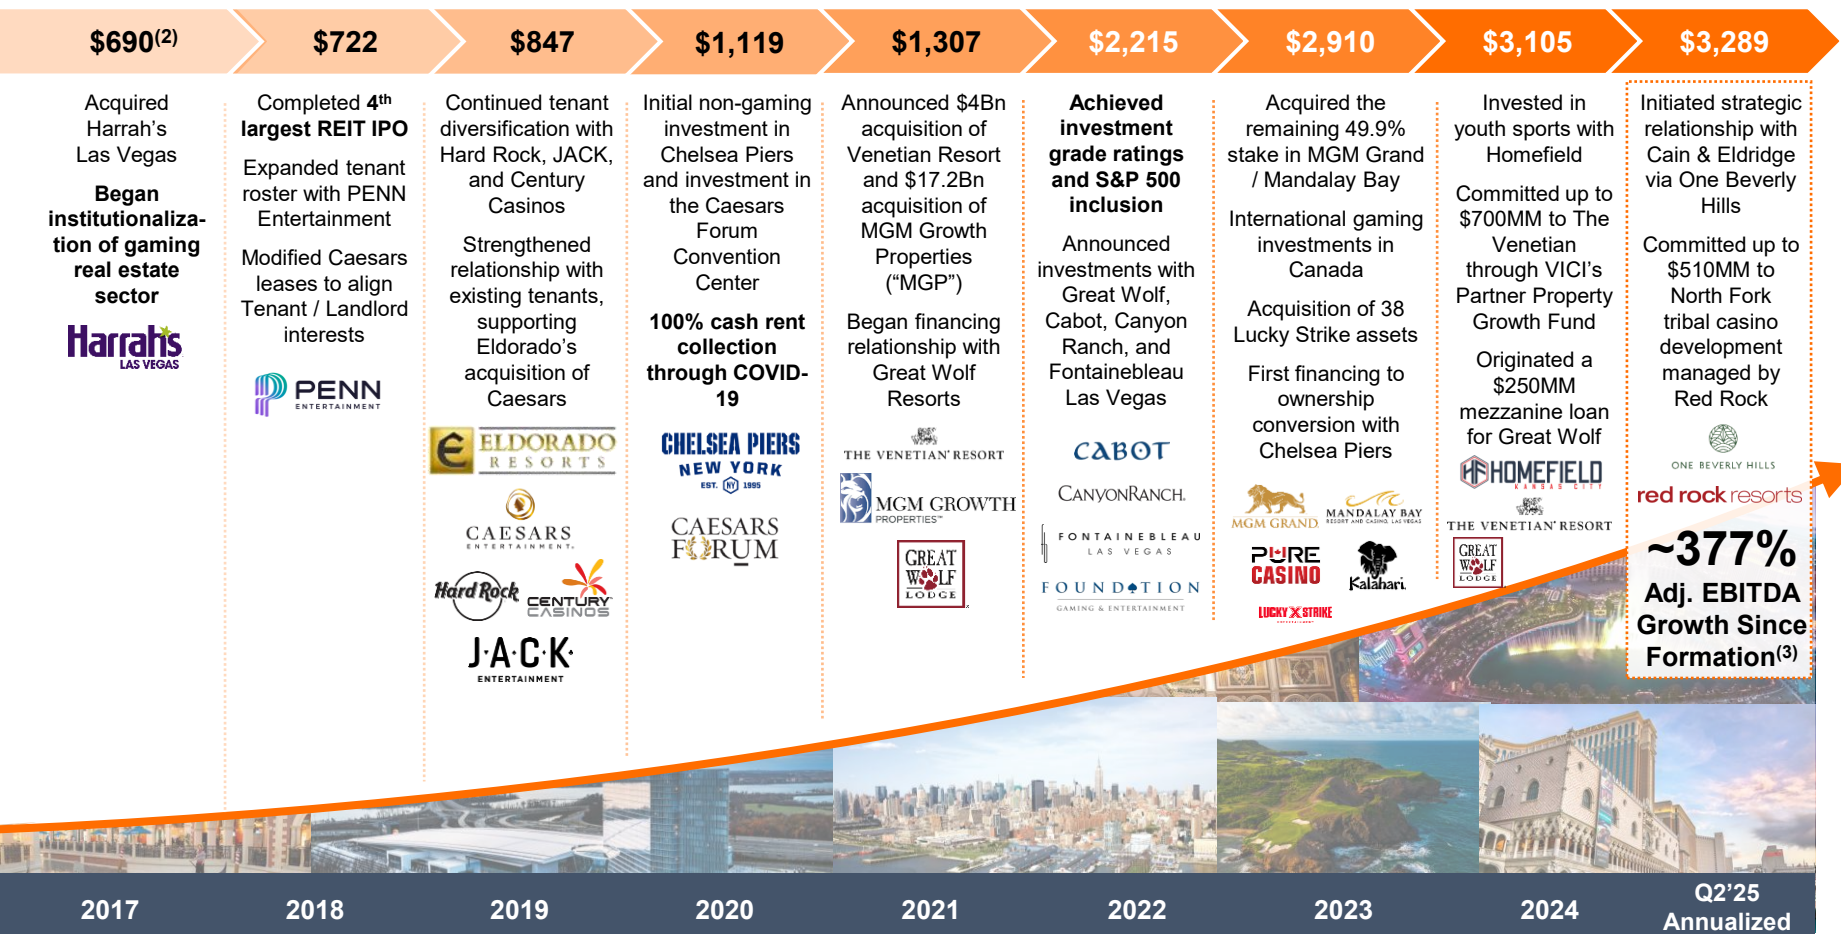 $690(2)
$722
$847
$1,119
$1,307
$2,215
$2,910
$3,105
$3,289
Acquired
Harrah's
Las Vegas
Began
institutionaliza-
tion of gaming
real estate
sector
Harrah's
LAS VEGAS
Completed 4th
largest REIT IPO
Expanded tenant
roster with PENN
Entertainment
Modified Caesars
leases to align
Tenant / Landlord
interests
PENN
ENTERTAINMENT
Continued tenant
diversification with
Hard Rock, JACK,
and Century
Casinos
Strengthened
relationship with
existing tenants,
supporting
Eldorado's
acquisition of
Caesars
ELDORADO
RESORTS
CAESARS
ENTERTAINMENT.
Hard Rock
CENTURY
CASINOS
J·A·C·K·
ENTERTAINMENT
Initial non-gaming
investment in
Chelsea Piers
and investment in
the Caesars
Forum
Convention
Center
100% cash rent
collection
through COVID-
19
CHELSEA PIERS
NEW YORK
EST. NY 1995
CAESARS
FORUM
Announced $4Bn
acquisition of
Venetian Resort
and $17.2Bn
acquisition of
MGM Growth
Properties
(“MGP”)
Began financing
relationship with
Great Wolf
Resorts
THE VENETIAN® RESORT
MGM GROWTH
PROPERTIES™
GREAT
WOLF
LODGE
Achieved
investment
grade ratings
and S&P 500
inclusion
Announced
investments with
Great Wolf,
Cabot, Canyon
Ranch, and
Fontainebleau
Las Vegas
CABOT
CANYONRANCH.
FONTAINEBLEAU
LAS VEGAS
FOUNDATION
GAMING & ENTERTAINMENT
Acquired the
remaining 49.9%
stake in MGM Grand
/ Mandalay Bay
International gaming
investments in
Canada
Acquisition of 38
Lucky Strike assets
First financing to
ownership
conversion with
Chelsea Piers
MGM GRAND
MANDALAY BAY
RESORT AND CASINO, LAS VEGAS
PURE
CASINO
Kalahari
LUCKY STRIKE
ENTERTAINMENT
Invested in
youth sports with
Homefield
Committed up to
$700MM to The
Venetian
through VICI's
Partner Property
Growth Fund
Originated a
$250MM
mezzanine loan
for Great Wolf
HF HOMEFIELD
KANSAS CITY
THE VENETIAN® RESORT
GREAT
WOLF
LODGE
Initiated strategic
relationship with
Cain & Eldridge
via One Beverly
Hills
Committed up to
$510MM to
North Fork
tribal casino
development
managed by
Red Rock
ONE BEVERLY HILLS
red rock resorts
~377%
Adj. EBITDA
Growth Since
Formation(3)
2017
2018
2019
2020
2021
2022
2023
2024
Q2'25
Annualized